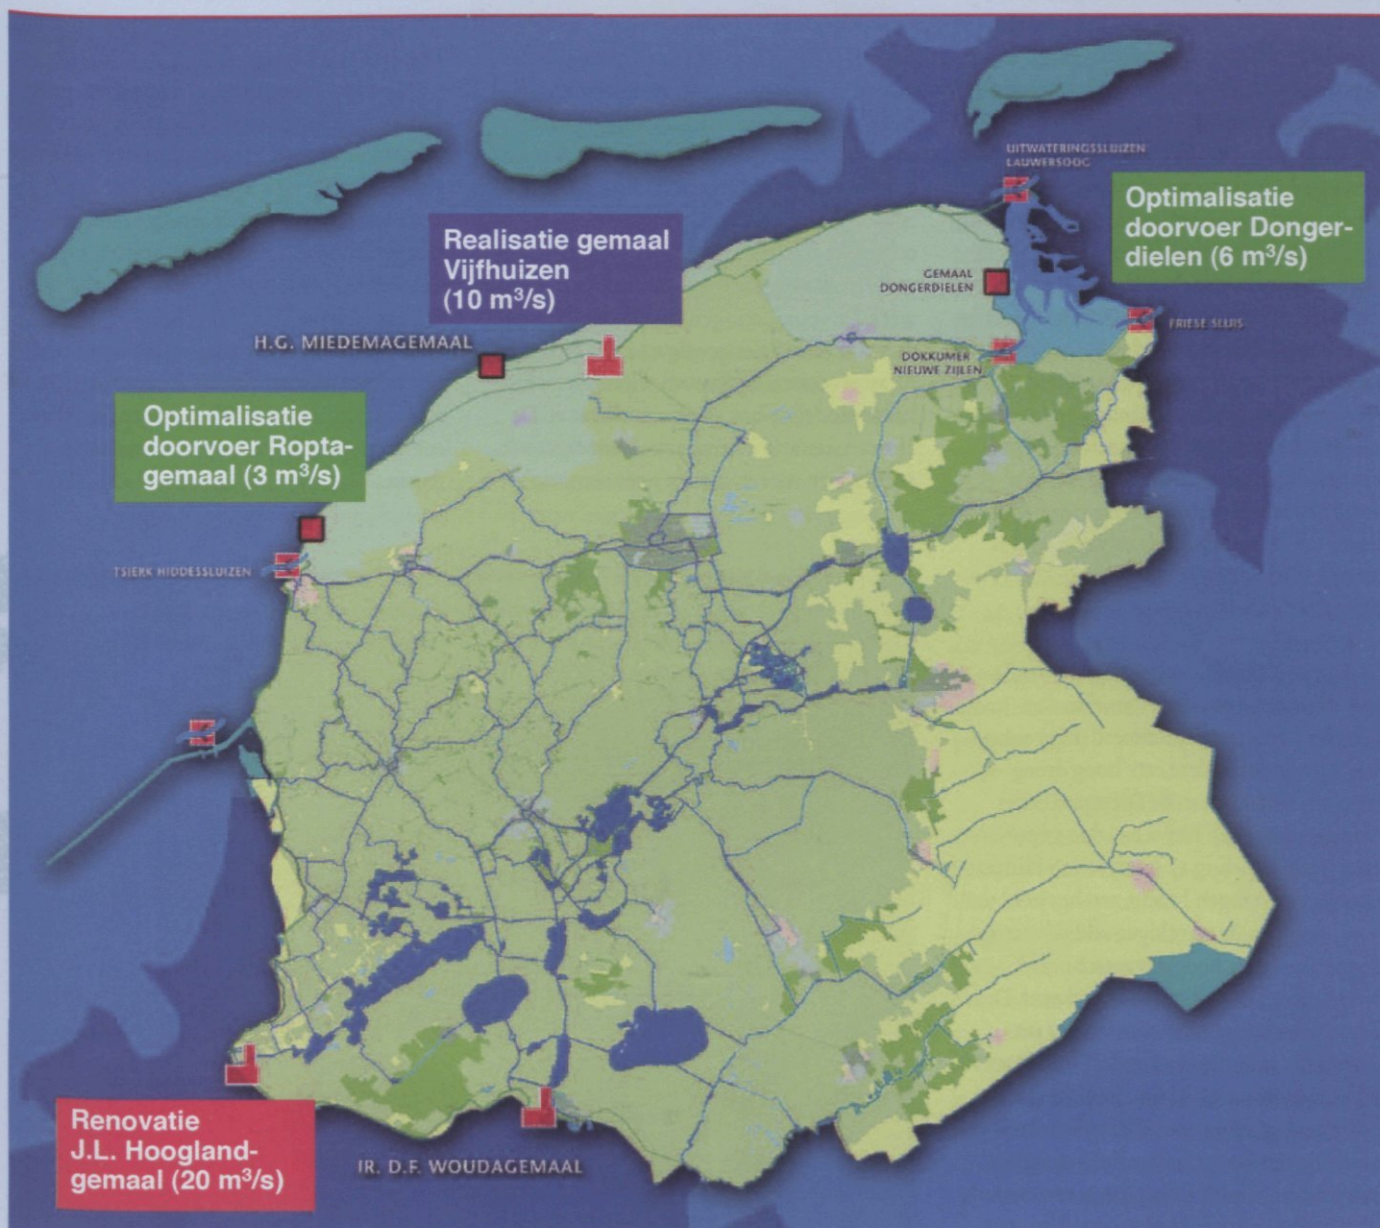 UITWATERINGSSLUIZEN
LAUWERSOOG
Optimalisatie
doorvoer Donger-
dielen (6 m³/s)
Realisatie gemaal
Vijfhuizen
(10 m³/s)
GEMAAL
DONGERDIELEN
FRIESE SLUIS
H.G. MIEDEMAGEMAAL
DOKKUMER
NIEUWE ZIJLEN
Optimalisatie
doorvoer Ropta-
gemaal (3 m³/s)
TSJERK HIDDESSLUIZEN
Renovatie
J.L. Hoogland-
gemaal (20 m³/s)
IR. D.F. WOUDAGEMAAL